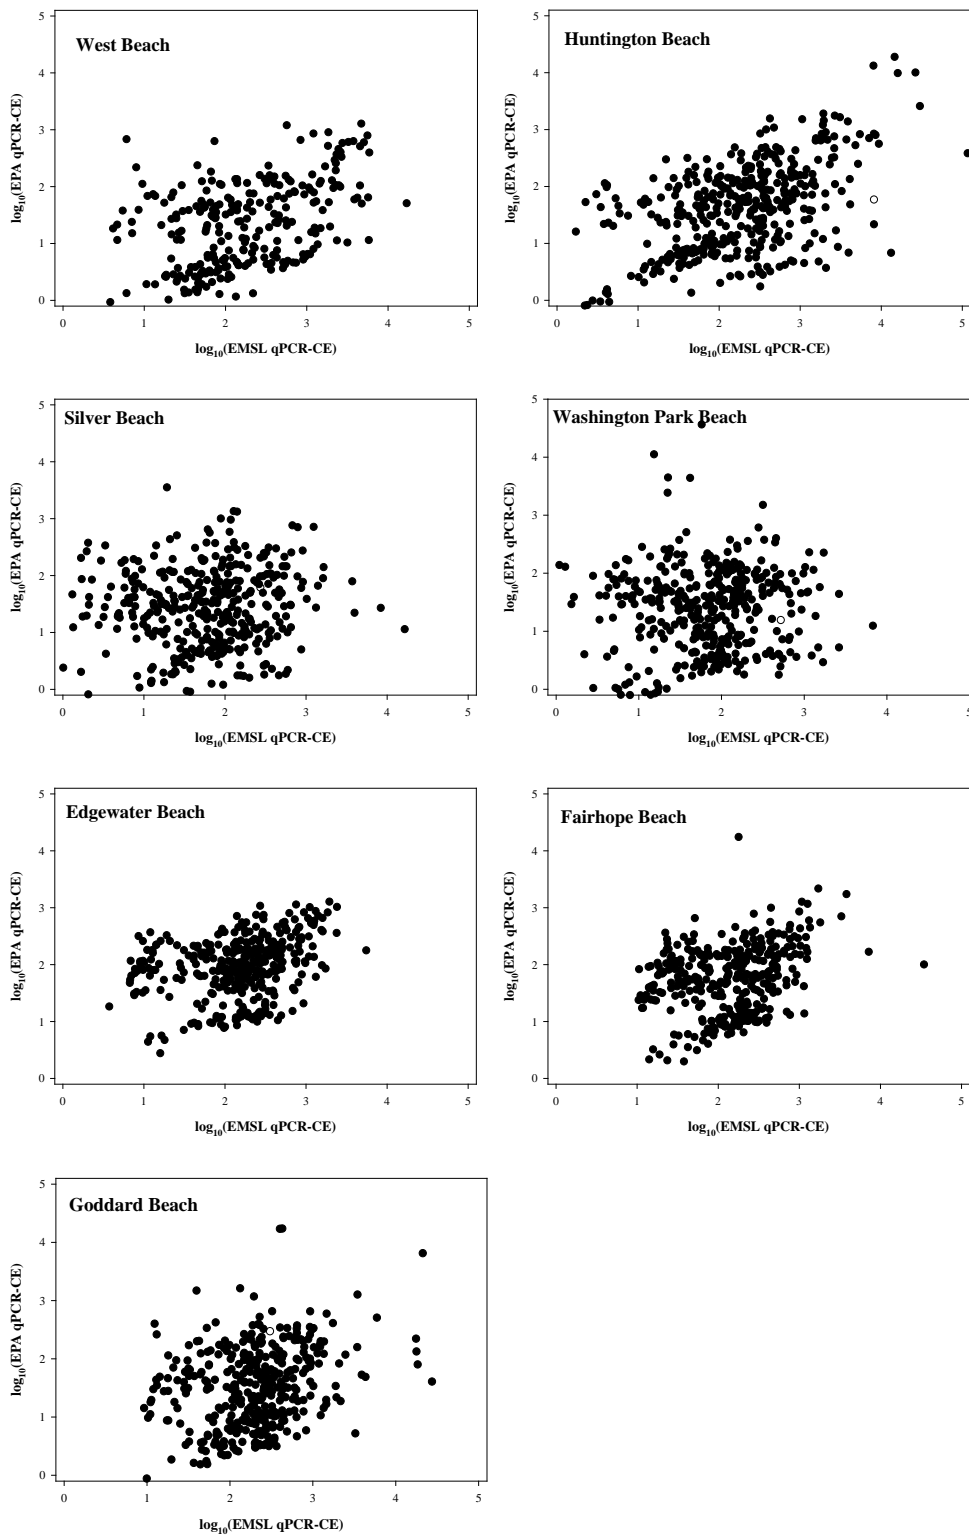 West Beach
5
4
3
2
1
0
log10(EPA qPCR-CE)
0 1 2 3 4 5
log10(EMSL qPCR-CE)
Huntington Beach
5
4
3
2
1
0
log10(EPA qPCR-CE)
0 1 2 3 4 5
log10(EMSL qPCR-CE)
Silver Beach
5
4
3
2
1
0
log10(EPA qPCR-CE)
0 1 2 3 4 5
log10(EMSL qPCR-CE)
Washington Park Beach
5
4
3
2
1
0
log10(EPA qPCR-CE)
0 1 2 3 4 5
log10(EMSL qPCR-CE)
Edgewater Beach
5
4
3
2
1
0
log10(EPA qPCR-CE)
0 1 2 3 4 5
log10(EMSL qPCR-CE)
Fairhope Beach
5
4
3
2
1
0
log10(EPA qPCR-CE)
0 1 2 3 4 5
log10(EMSL qPCR-CE)
Goddard Beach
5
4
3
2
1
0
log10(EPA qPCR-CE)
0 1 2 3 4 5
log10(EMSL qPCR-CE)